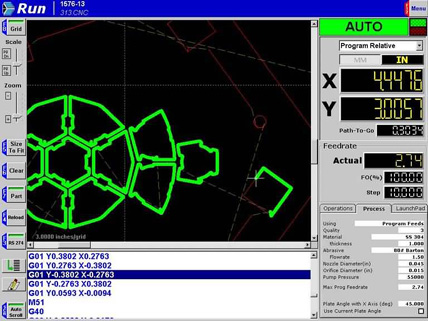 Run
1576-13
313.CNC
Menu
AUTO
Grid
Scale
Zoom
Size To Fit
Clear
Part
Reload
RS 274
Auto Scroll
3.0000 inches/grid
Program Relative
MM IN
X 4.4476
Y 3.0057
Path-To-Go 0.3034
Feedrate
Actual 2.74
FO(%) 100.00
Step 1.0000
Operations Process LaunchPad
Using Program Feeds
Quality 3
Material SS 304
thickness 1.000
Abrasive 80# Barton
Flowrate 1.50
Nozzle Diameter(in) 0.045
Orifice Diameter(in) 0.015
Pump Pressure 55000
Max Prog Feedrate 2.74
Plate Angle with X Axis (deg) 45.000
Use Current Plate Angle
G01 Y0.3802 X0.2763
G01 Y0.2763 X-0.3802
G01 Y-0.3802 X-0.2763
G01 Y-0.2763 X0.3802
G01 Y0.0593 X-0.0094
M51
G40